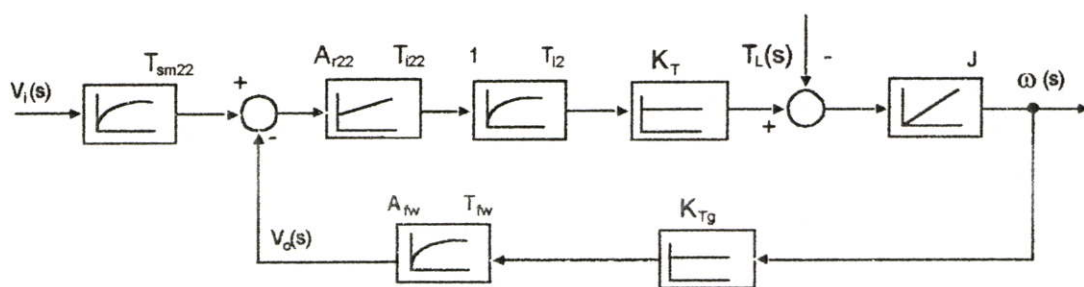 V_i(s)
T_sm22
+
-
A_r22 T_i22
1 T_I2
K_T
T_L(s) -
+
J
ω(s)
V_o(s)
A_fw T_fw
K_Tg